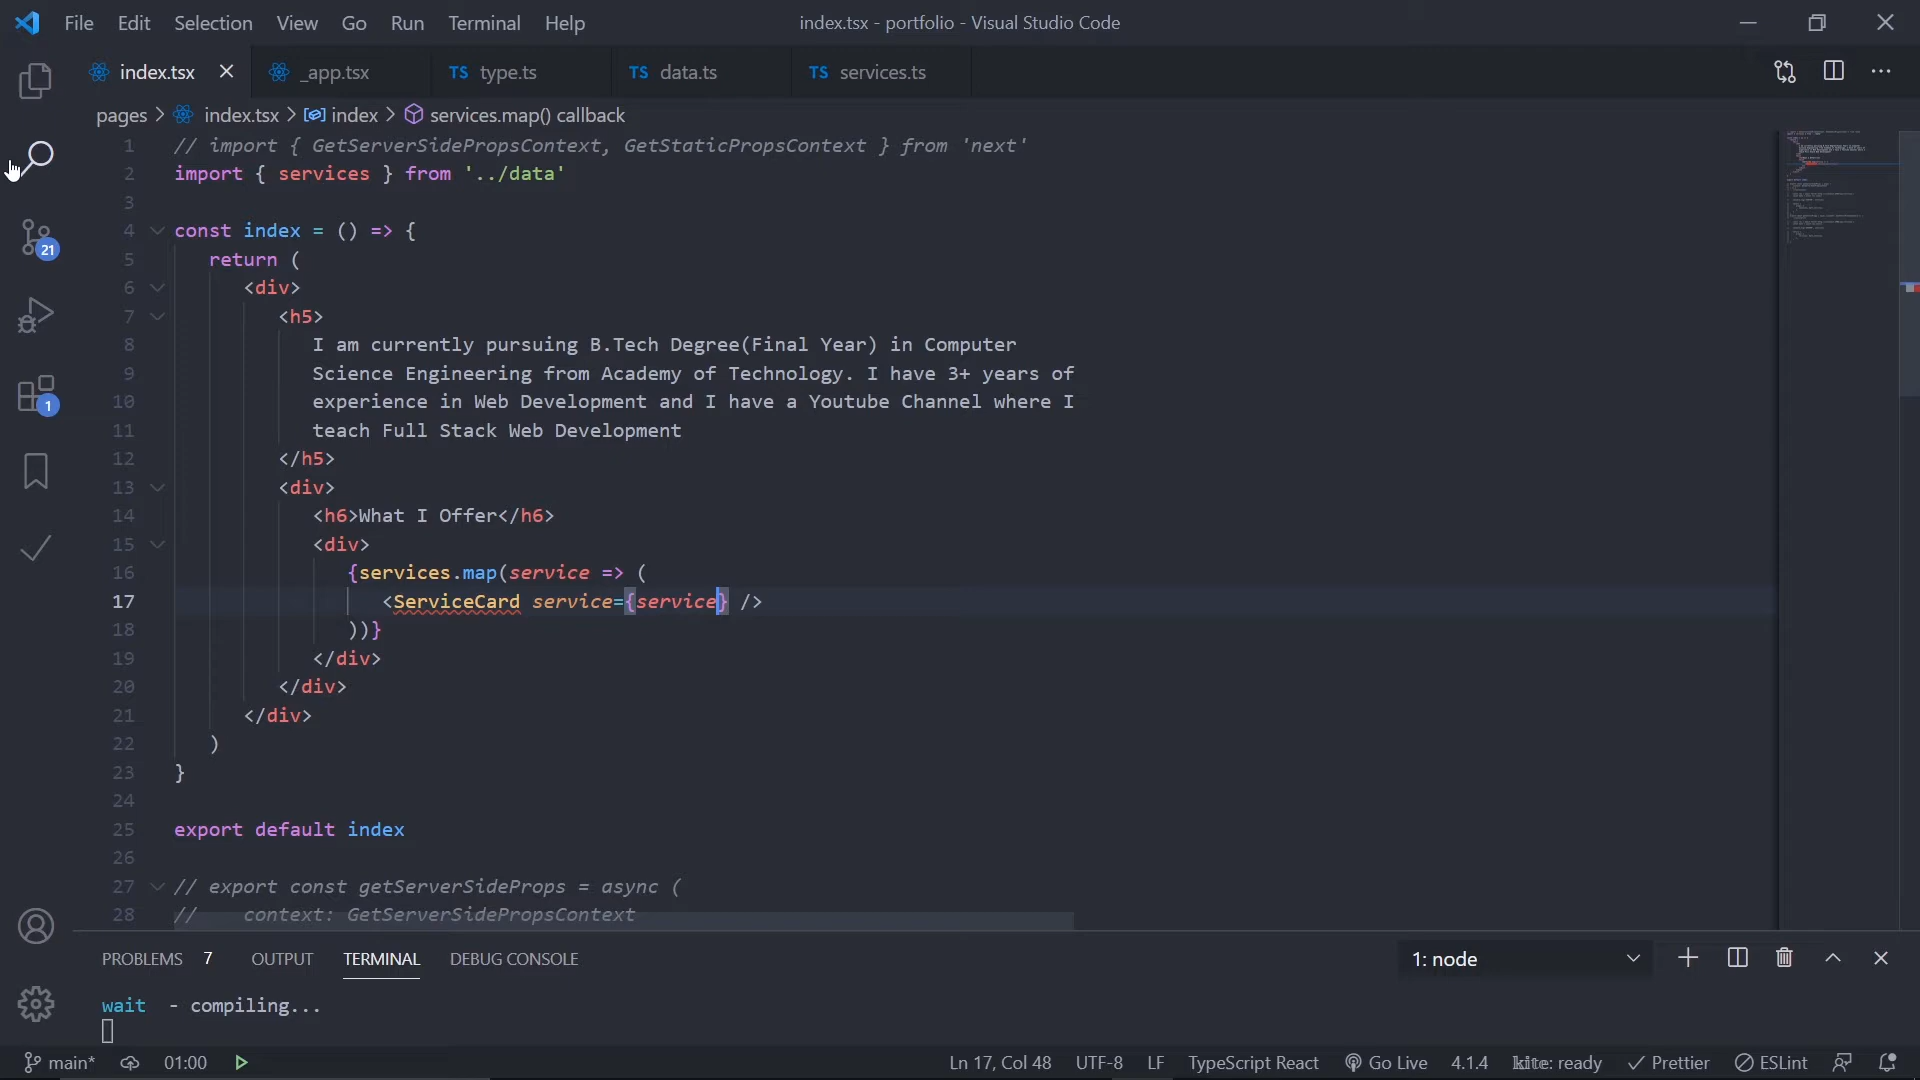 File Edit Selection View Go Run Terminal Help index.tsx - portfolio - Visual Studio Code
index.tsx _app.tsx TS type.ts TS data.ts TS services.ts
pages > index.tsx > index > services.map() callback
1 // import { GetServerSidePropsContext, GetStaticPropsContext } from 'next'
2 import { services } from '../data'
3
4 const index = () => {
5 return (
6 <div>
7 <h5>
8 I am currently pursuing B.Tech Degree(Final Year) in Computer
9 Science Engineering from Academy of Technology. I have 3+ years of
10 experience in Web Development and I have a Youtube Channel where I
11 teach Full Stack Web Development
12 </h5>
13 <div>
14 <h6>What I Offer</h6>
15 <div>
16 {services.map(service => (
17 <ServiceCard service={service} />
18 ))}
19 </div>
20 </div>
21 </div>
22 )
23 }
24
25 export default index
26
27 // export const getServerSideProps = async (
28 // context: GetServerSidePropsContext
21
1
PROBLEMS 7 OUTPUT TERMINAL DEBUG CONSOLE 1: node
wait - compiling...
main* 01:00 Ln 17, Col 48 UTF-8 LF TypeScript React Go Live 4.1.4 kite: ready Prettier ESLint